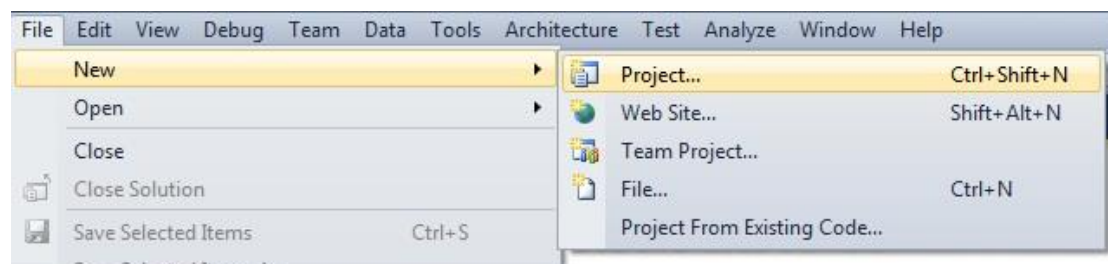 File Edit View Debug Team Data Tools Architecture Test Analyze Window Help
New
Project... Ctrl+Shift+N
Open
Web Site... Shift+Alt+N
Close
Team Project...
Close Solution
File... Ctrl+N
Save Selected Items Ctrl+S
Project From Existing Code...